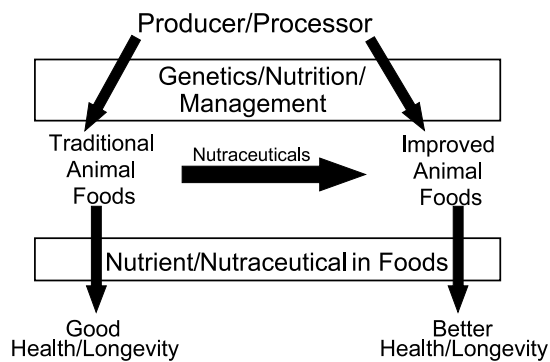 Producer/Processor
Genetics/Nutrition/
Management
Traditional
Animal
Foods
Nutraceuticals
Improved
Animal
Foods
Nutrient/Nutraceutical in Foods
Good
Health/Longevity
Better
Health/Longevity